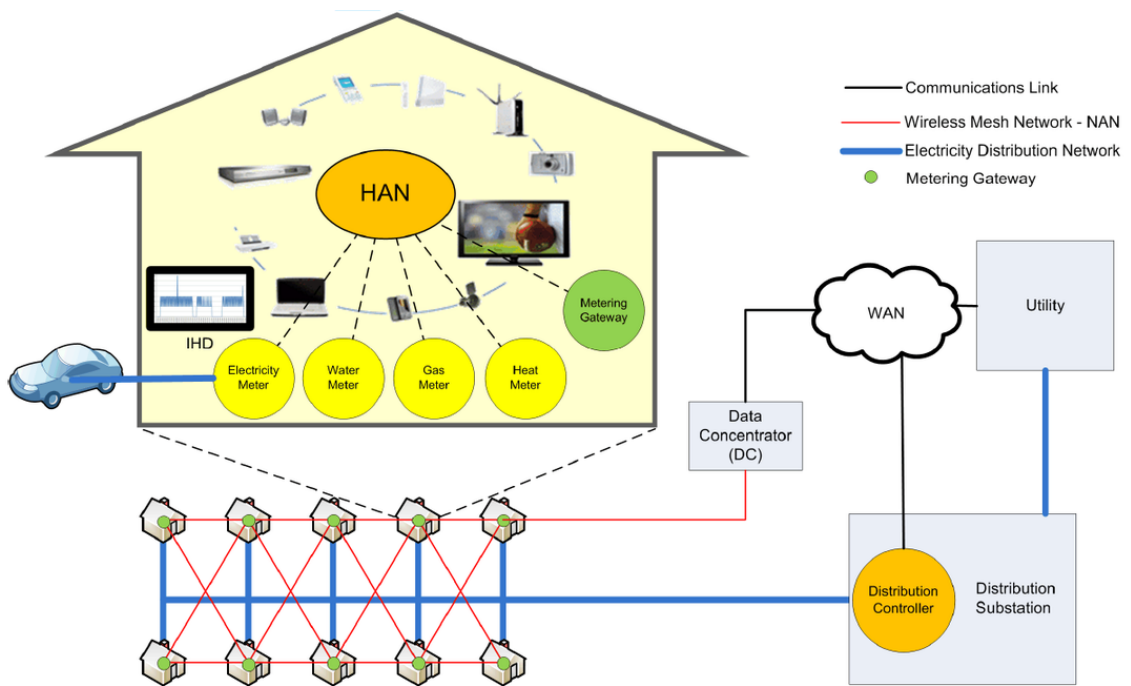 Communications Link
Wireless Mesh Network - NAN
Electricity Distribution Network
Metering Gateway
HAN
IHD
Metering
Gateway
Electricity
Meter
Water
Meter
Gas
Meter
Heat
Meter
WAN
Utility
Data
Concentrator
(DC)
Distribution
Controller
Distribution
Substation